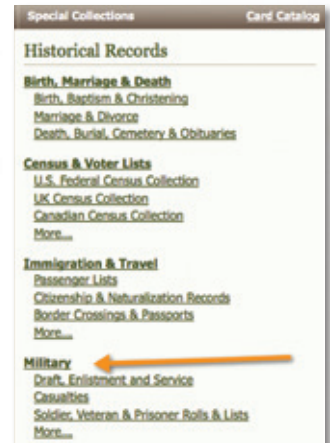 Special Collections Card Catalog
Historical Records
Birth, Marriage & Death
Birth, Baptism & Christening
Marriage & Divorce
Death, Burial, Cemetery & Obituaries
Census & Voter Lists
U.S. Federal Census Collection
UK Census Collection
Canadian Census Collection
More...
Immigration & Travel
Passenger Lists
Citizenship & Naturalization Records
Border Crossings & Passports
More...
Military
Draft, Enlistment and Service
Casualties
Soldier, Veteran & Prisoner Rolls & Lists
More...